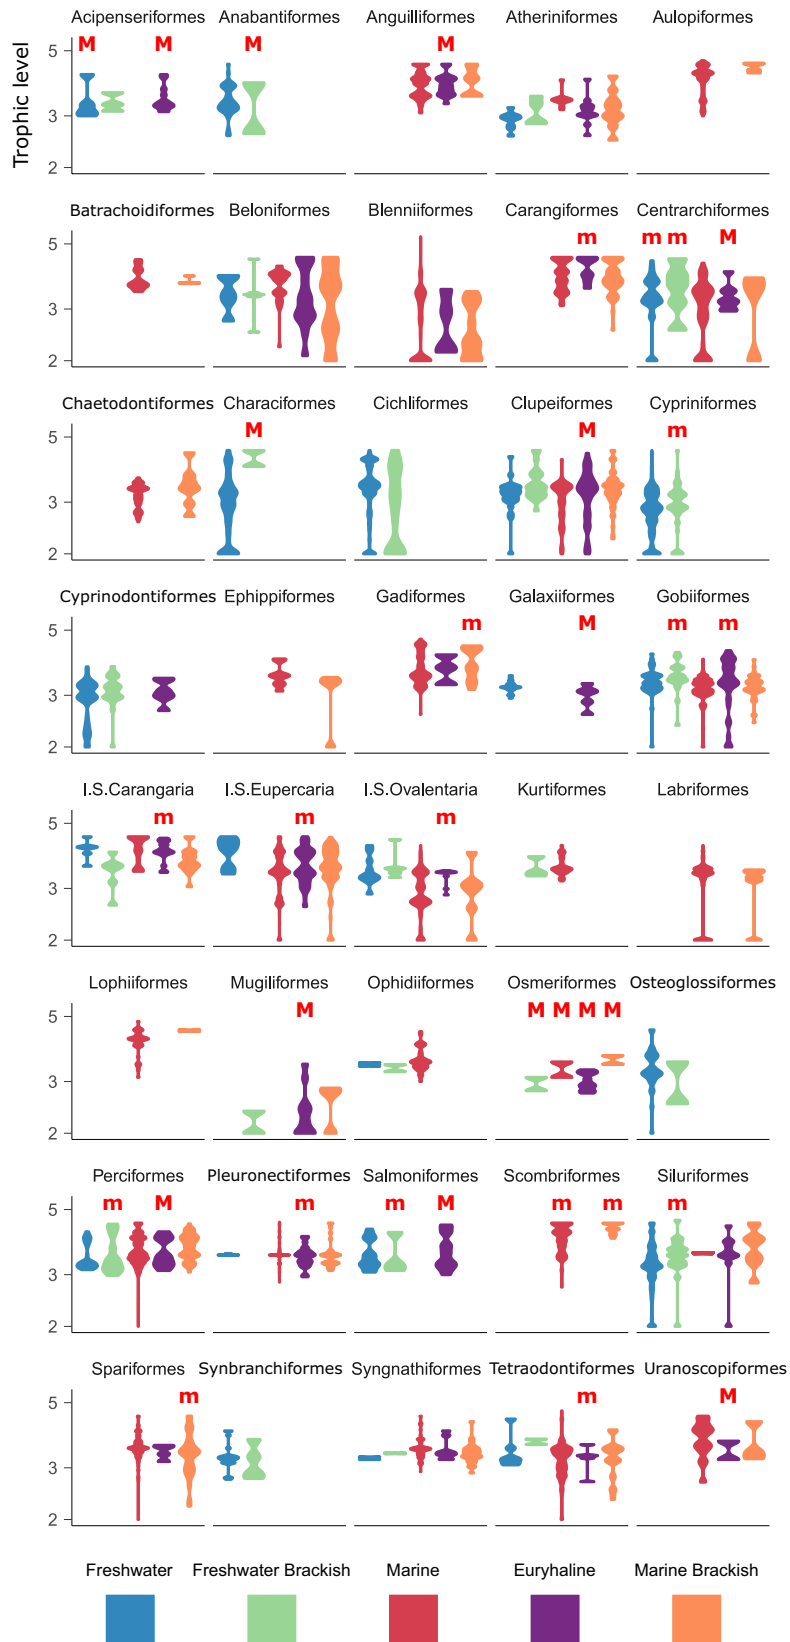 Acipenseriformes Anabantiformes Anguilliformes Atheriniformes Aulopiformes
Trophic level
5 M M M M
3
2
Batrachoidiformes Beloniformes Blenniiformes Carangiformes Centrarchiformes
5 m m m M
3
2
Chaetodontiformes Characiformes Cichliformes Clupeiformes Cypriniformes
5 M M m
3
2
Cyprinodontiformes Ephippiformes Gadiformes Galaxiiformes Gobiiformes
5 m M m m
3
2
I.S.Carangaria I.S.Eupercaria I.S.Ovalentaria Kurtiformes Labriformes
5 m m m
3
2
Lophiiformes Mugiliformes Ophidiiformes Osmeriformes Osteoglossiformes
5 M M M M M
3
2
Perciformes Pleuronectiformes Salmoniformes Scombriformes Siluriformes
5 m M m m M m m m
3
2
Spariformes Synbranchiformes Syngnathiformes Tetraodontiformes Uranoscopiformes
5 m m M
3
2
Freshwater Freshwater Brackish Marine Euryhaline Marine Brackish